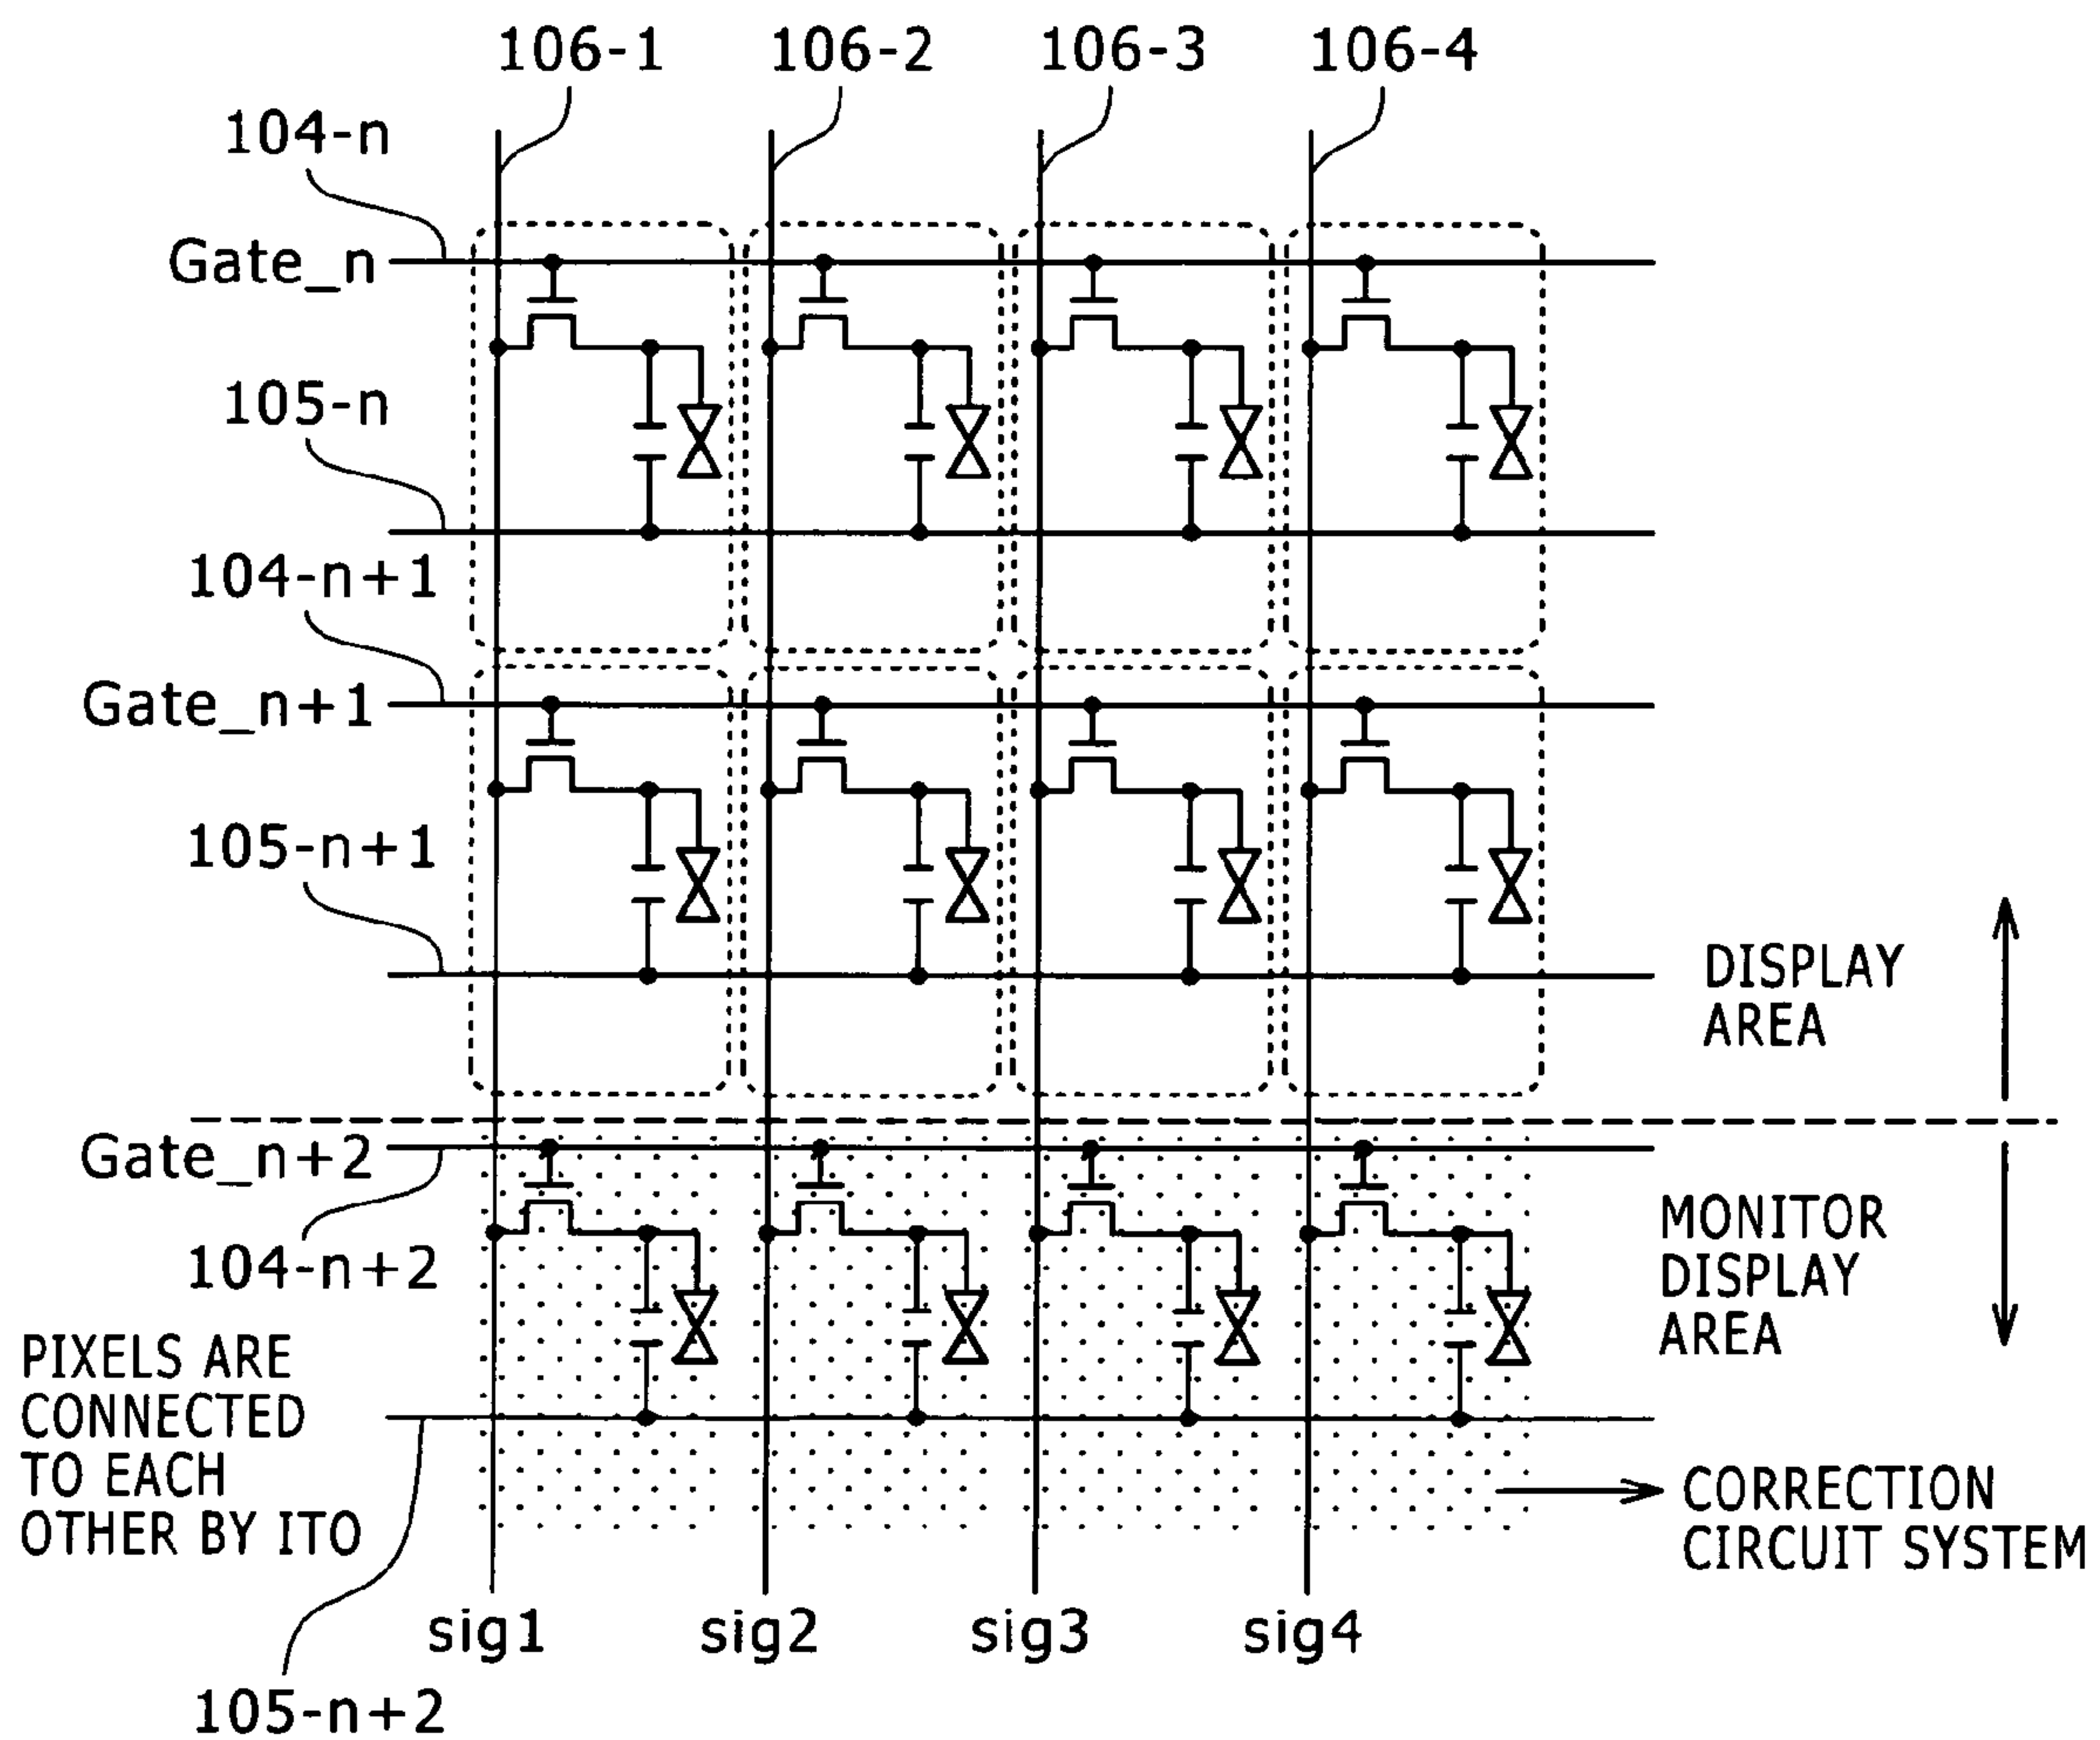 106-1
106-2
106-3
106-4
104-n
Gate_n
105-n
104-n+1
Gate_n+1
105-n+1
DISPLAY
AREA
Gate_n+2
104-n+2
MONITOR
DISPLAY
AREA
PIXELS ARE
CONNECTED
TO EACH
OTHER BY ITO
CORRECTION
CIRCUIT SYSTEM
sig1
sig2
sig3
sig4
105-n+2